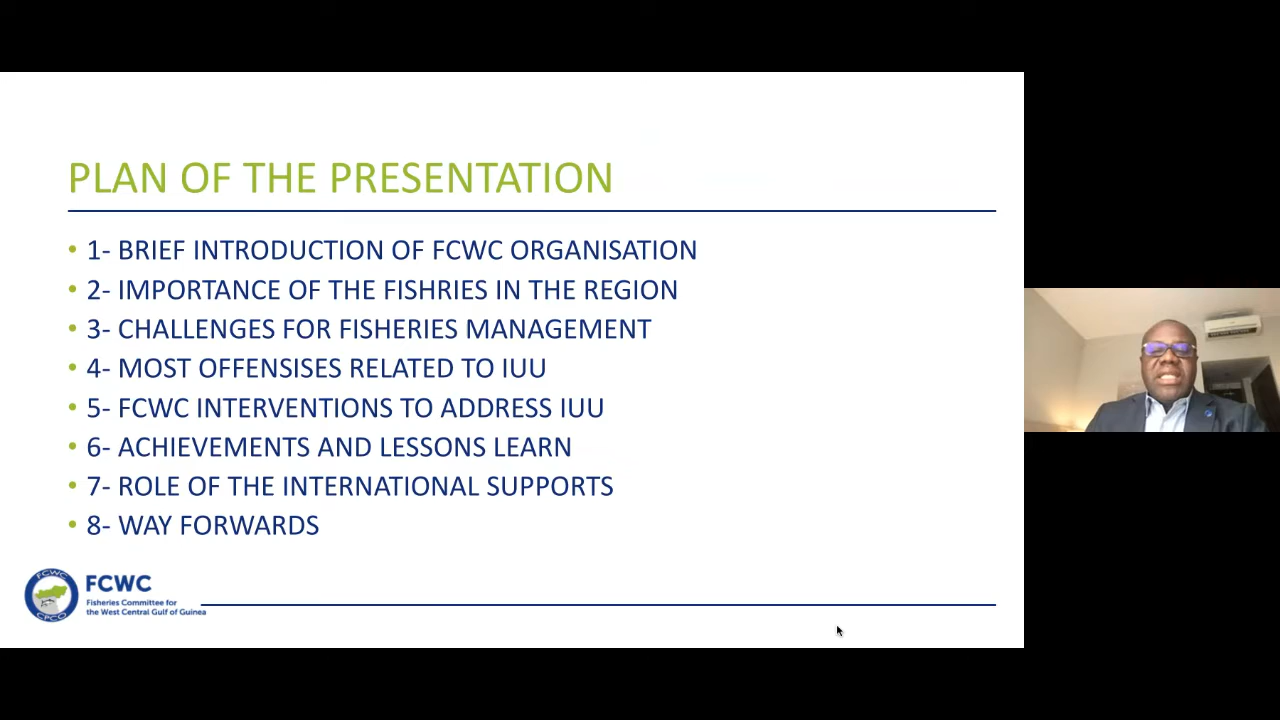 PLAN OF THE PRESENTATION
• 1- BRIEF INTRODUCTION OF FCWC ORGANISATION
• 2- IMPORTANCE OF THE FISHRIES IN THE REGION
• 3- CHALLENGES FOR FISHERIES MANAGEMENT
• 4- MOST OFFENSISES RELATED TO IUU
• 5- FCWC INTERVENTIONS TO ADDRESS IUU
• 6- ACHIEVEMENTS AND LESSONS LEARN
• 7- ROLE OF THE INTERNATIONAL SUPPORTS
• 8- WAY FORWARDS
FCWC
CPCO
FCWC
Fisheries Committee for
the West Central Gulf of Guinea